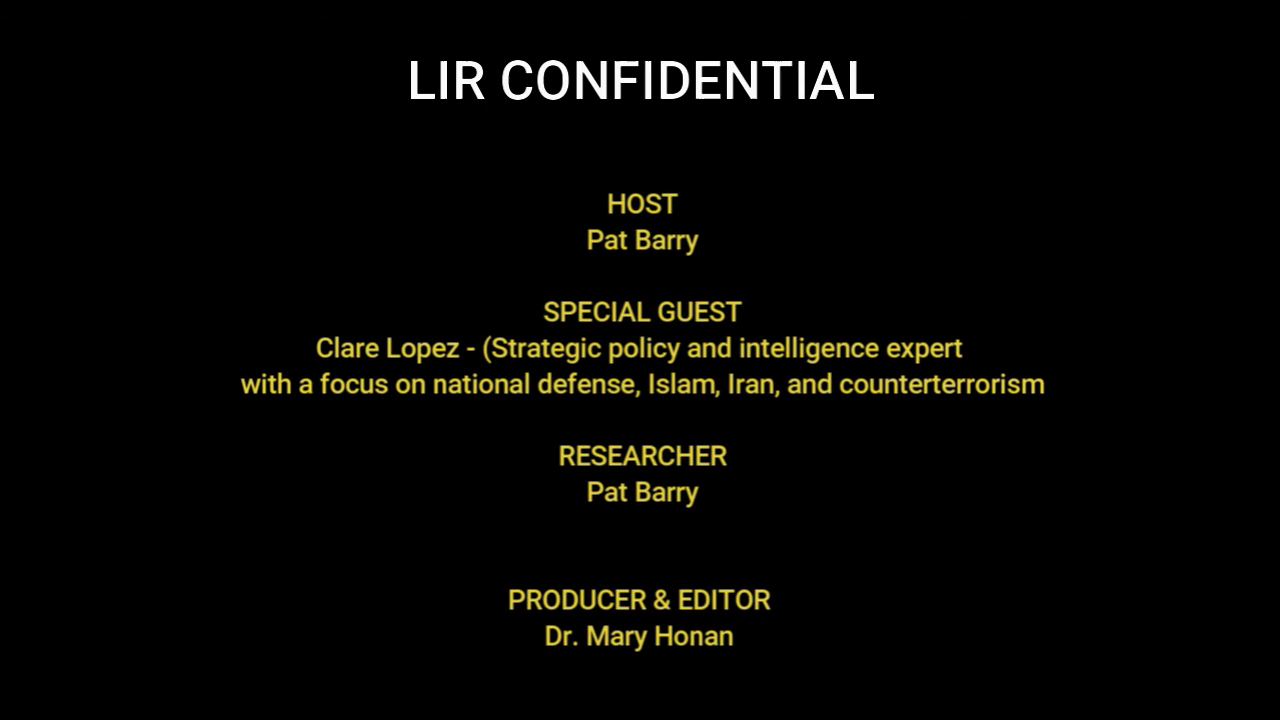 LIR CONFIDENTIAL
HOST
Pat Barry
SPECIAL GUEST
Clare Lopez - (Strategic policy and intelligence expert
with a focus on national defense, Islam, Iran, and counterterrorism
RESEARCHER
Pat Barry
PRODUCER & EDITOR
Dr. Mary Honan